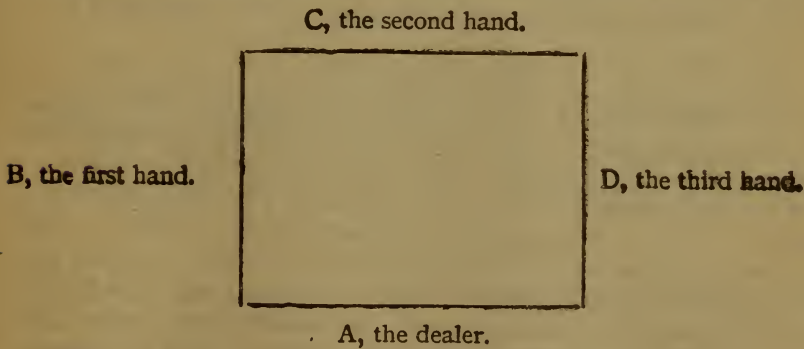 C, the second hand.
B, the first hand.
D, the third hand.
A, the dealer.